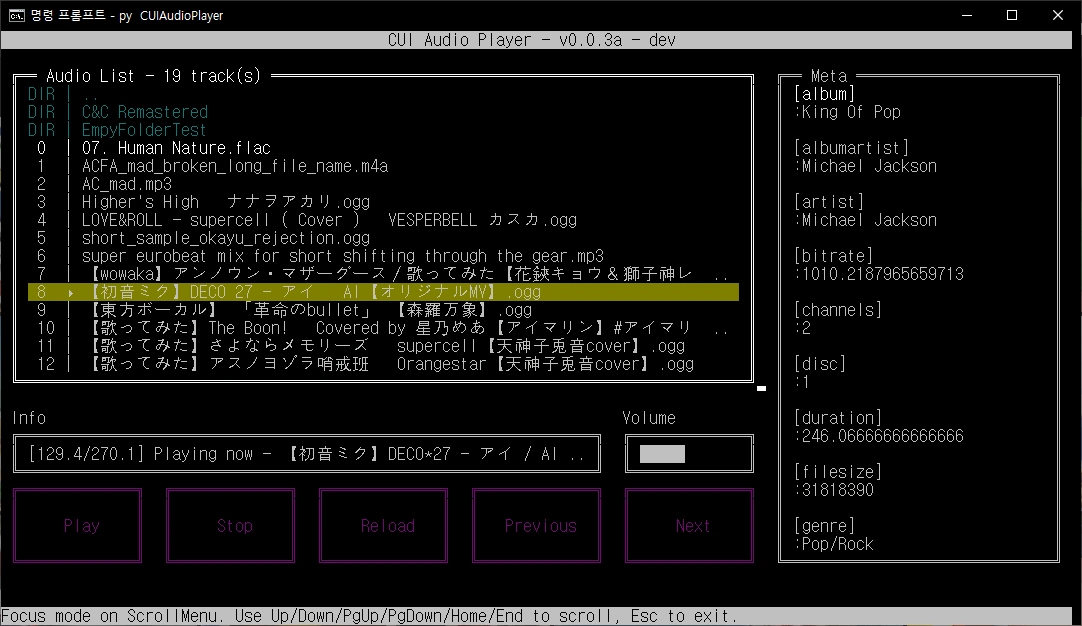 명령 프롬프트 - py CUIAudioPlayer
CUI Audio Player - v0.0.3a - dev
Audio List - 19 track(s)
DIR | ..
DIR | C&C Remastered
DIR | EmpyFolderTest
0 | 07. Human Nature.flac
1 | ACFA_mad_broken_long_file_name.m4a
2 | AC_mad.mp3
3 | Higher's High ナナヲアカリ.ogg
4 | LOVE&ROLL - supercell ( Cover ) YESPERBELL カスカ.ogg
5 | short_sample_okayu_rejection.ogg
6 | super eurobeat mix for short shifting through the gear.mp3
7 | 【wowaka】アンノウン・マザーグース/歌ってみた【花鋏キョウ&獅子神レ ..
8 ▸ 【初音ミク】DECO 27 - アイ AI【オリジナルMV】.ogg
9 | 【東方ボーカル】 「革命のbullet」 【森羅万象】.ogg
10 | 【歌ってみた】The Boon! Covered by 星乃めあ【アイマリン】#アイマリ ..
11 | 【歌ってみた】さよならメモリーズ supercell【天神子兎音cover】.ogg
12 | 【歌ってみた】アスノヨゾラ哨戒班 Orangestar【天神子兎音cover】.ogg
Info
[129.4/270.1] Playing now - 【初音ミク】DECO*27 - アイ / AI ..
Volume
Play
Stop
Reload
Previous
Next
Meta
[album]
:King Of Pop
[albumartist]
:Michael Jackson
[artist]
:Michael Jackson
[bitrate]
:1010.2187965659713
[channels]
:2
[disc]
:1
[duration]
:246.06666666666666
[filesize]
:31818390
[genre]
:Pop/Rock
Focus mode on ScrollMenu. Use Up/Down/PgUp/PgDown/Home/End to scroll, Esc to exit.